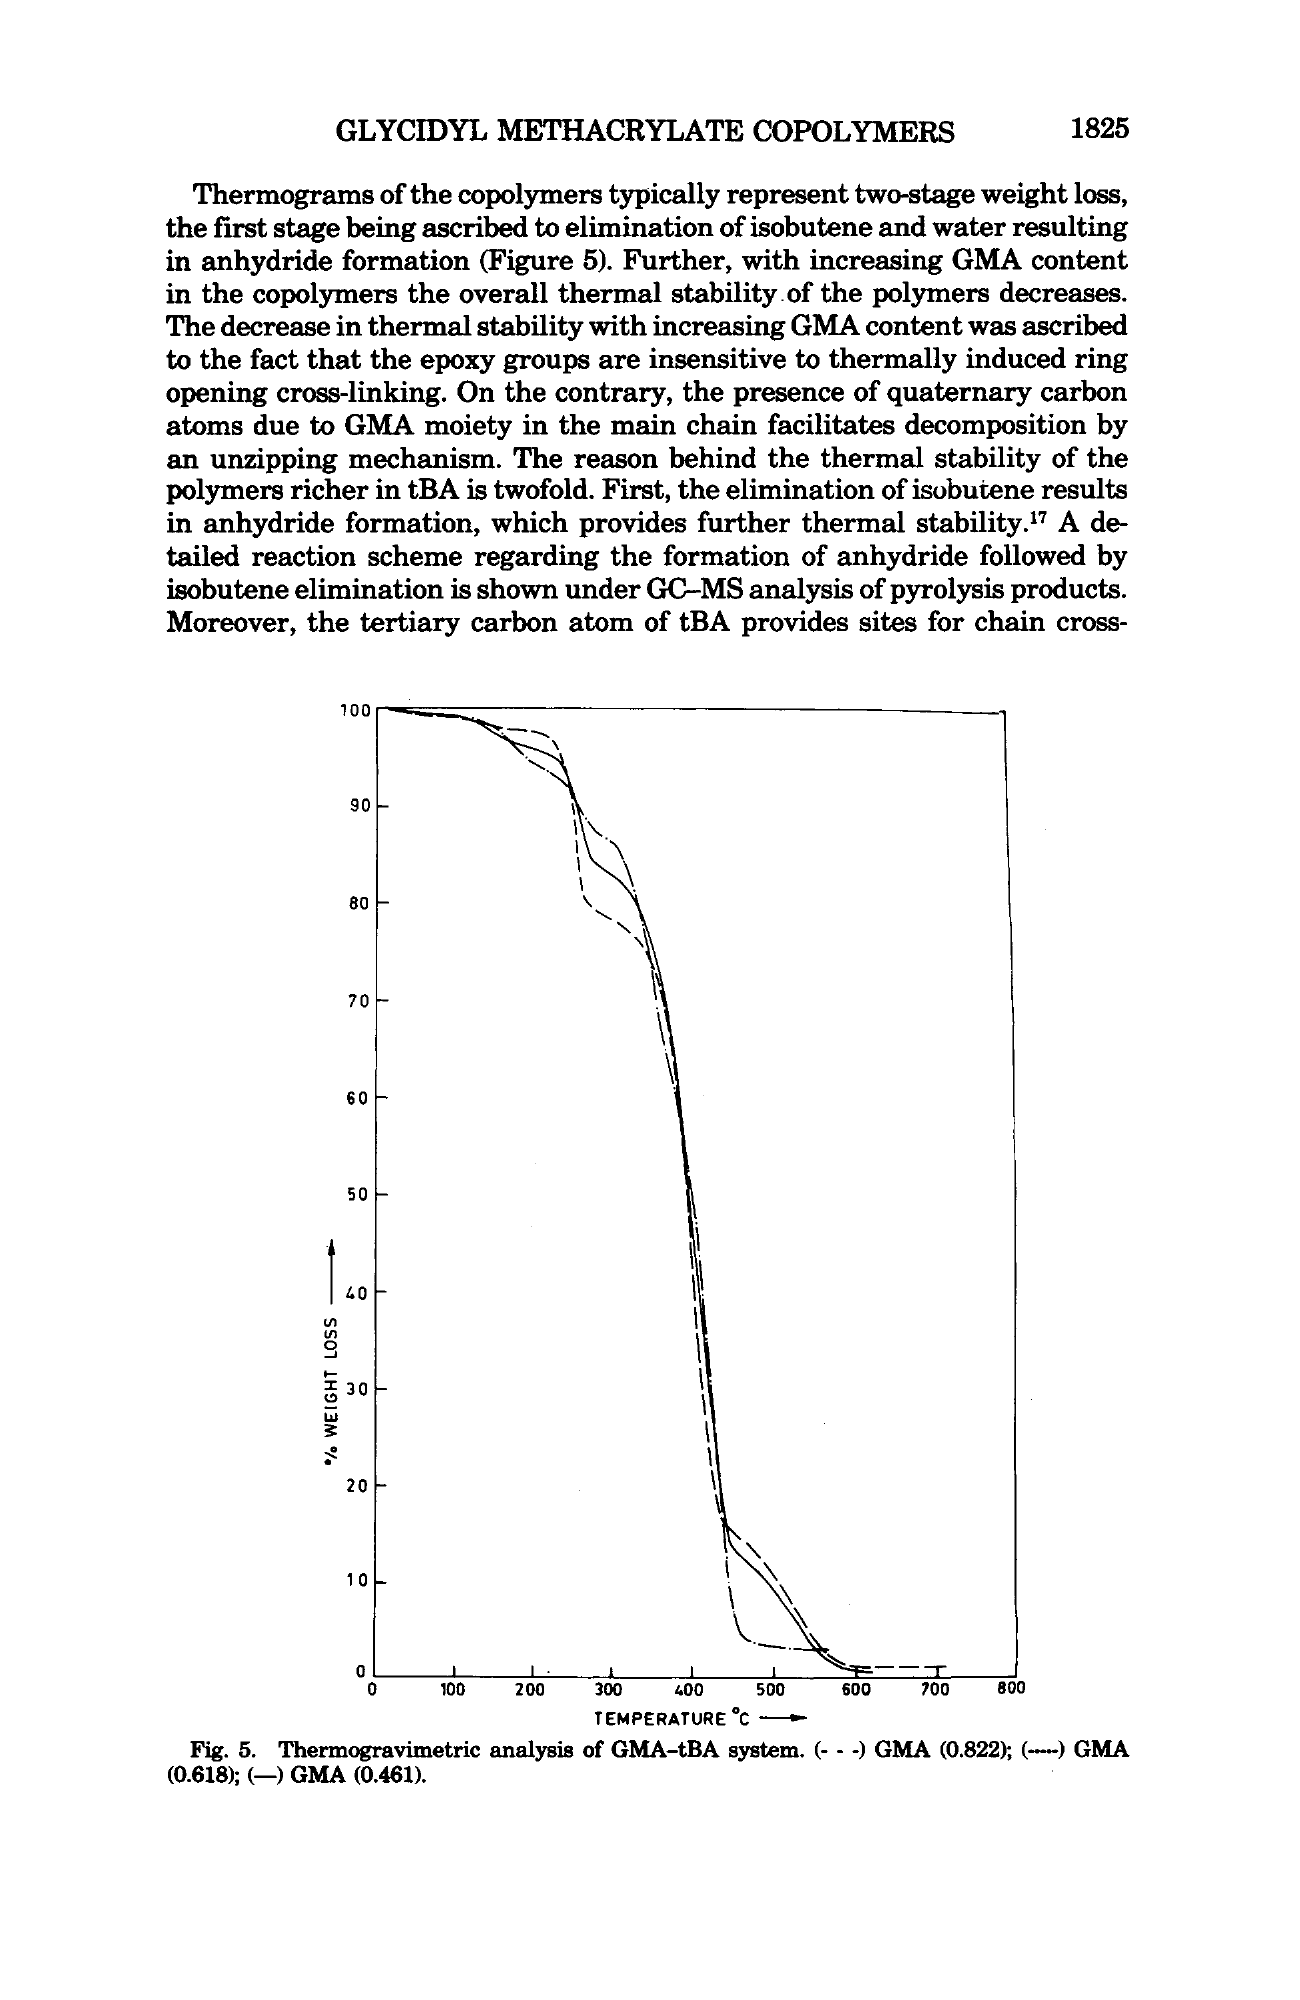 GLYCIDYL METHACRYLATE COPOLYMERS 1825
Thermograms of the copolymers typically represent two-stage weight loss,
the first stage being ascribed to elimination of isobutene and water resulting
in anhydride formation (Figure 5). Further, with increasing GMA content
in the copolymers the overall thermal stability of the polymers decreases.
The decrease in thermal stability with increasing GMA content was ascribed
to the fact that the epoxy groups are insensitive to thermally induced ring
opening cross-linking. On the contrary, the presence of quaternary carbon
atoms due to GMA moiety in the main chain facilitates decomposition by
an unzipping mechanism. The reason behind the thermal stability of the
polymers richer in tBA is twofold. First, the elimination of isobutene results
in anhydride formation, which provides further thermal stability.¹⁷ A de-
tailed reaction scheme regarding the formation of anhydride followed by
isobutene elimination is shown under GC–MS analysis of pyrolysis products.
Moreover, the tertiary carbon atom of tBA provides sites for chain cross-
100
90
80
70
60
50
40
30
20
10
0
% WEIGHT LOSS
0 100 200 300 400 500 600 700 800
TEMPERATURE °C
Fig. 5. Thermogravimetric analysis of GMA–tBA system. (- - -) GMA (0.822); (–·–·–) GMA
(0.618); (—) GMA (0.461).